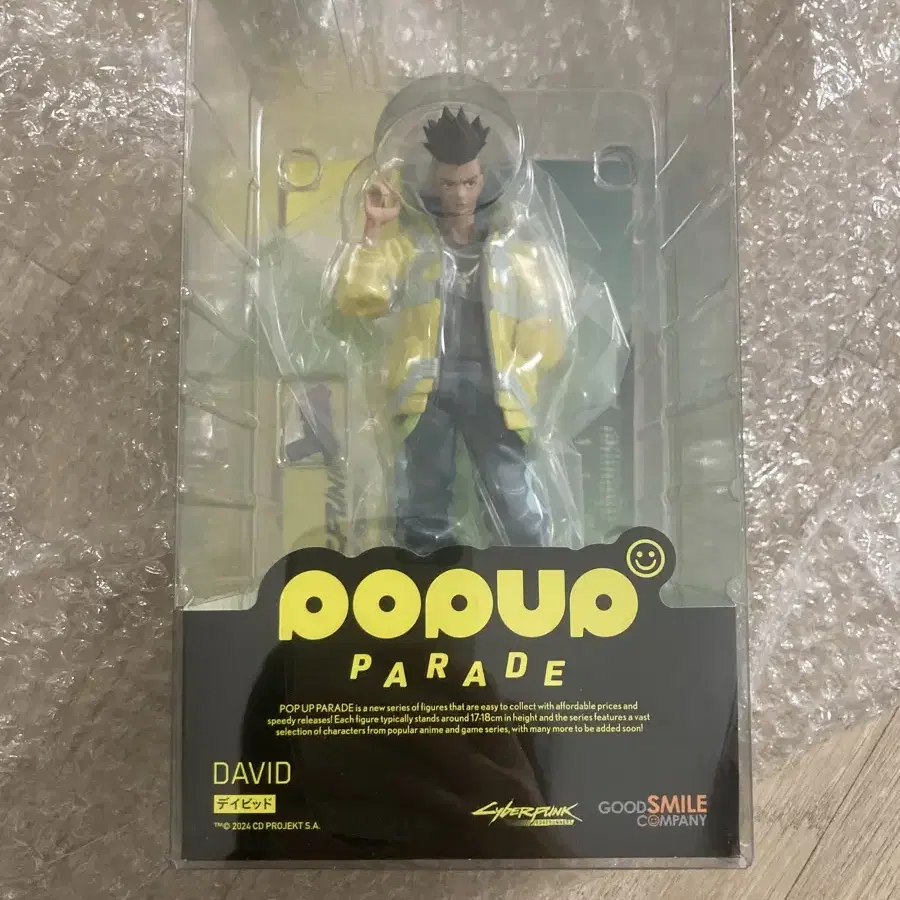 POPUP
PARADE
POP UP PARADE is a new series of figures that are easy to collect with affordable prices and
speedy releases! Each figure typically stands around 17-18cm in height and the series features a vast
selection of characters from popular anime and game series, with many more to be added soon!
DAVID
デイビッド
™© 2024 CD PROJEKT S.A.
Cyberpunk
EDGERUNNERS
GOOD SMILE
COMPANY